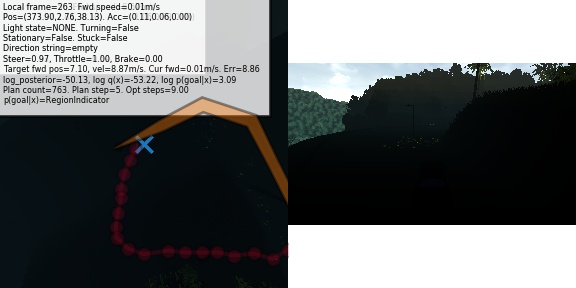 Local frame=263: Fwd speed=0.01m/s
Pos=(373.90,2.76,38.13). Acc=(0.11,0.06,0.00)
Light state=NONE. Turning=False
Stationary=False. Stuck=False
Direction string=empty
Steer=0.97, Throttle=1.00, Brake=0.00
Target fwd pos=7.10, vel=8.87m/s. Cur fwd=0.01m/s. Err=8.86
log_posterior=-50.13, log q(x)=-53.22, log p(goal|x)=3.09
Plan count=763. Plan step=5. Opt steps=9.00
p(goal|x)=RegionIndicator